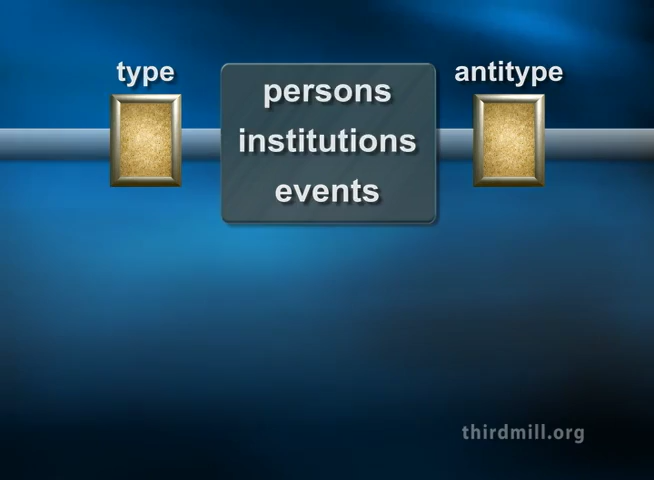 type
persons
institutions
events
antitype
thirdmill.org